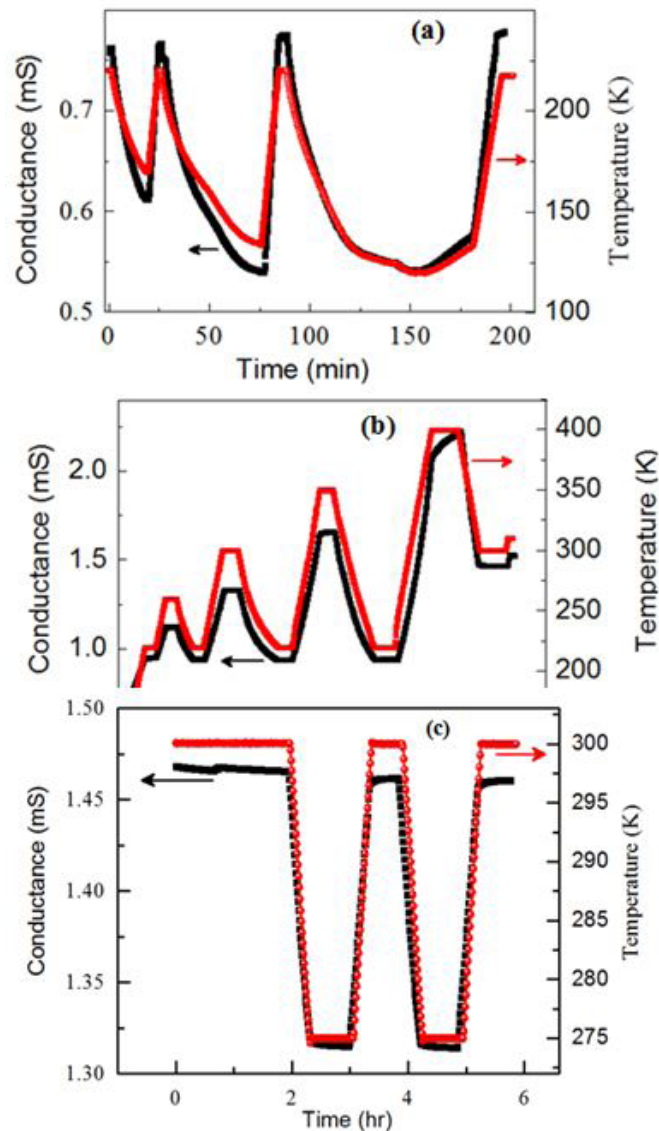 (a)
Conductance (mS)
0.7
0.6
0.5
200
150
100
Temperature (K)
0 50 100 150 200
Time (min)
(b)
Conductance (mS)
2.0
1.5
1.0
400
350
300
250
200
Temperature (K)
(c)
Conductance (mS)
1.50
1.45
1.40
1.35
1.30
300
295
290
285
280
275
Temperature (K)
0 2 4 6
Time (hr)